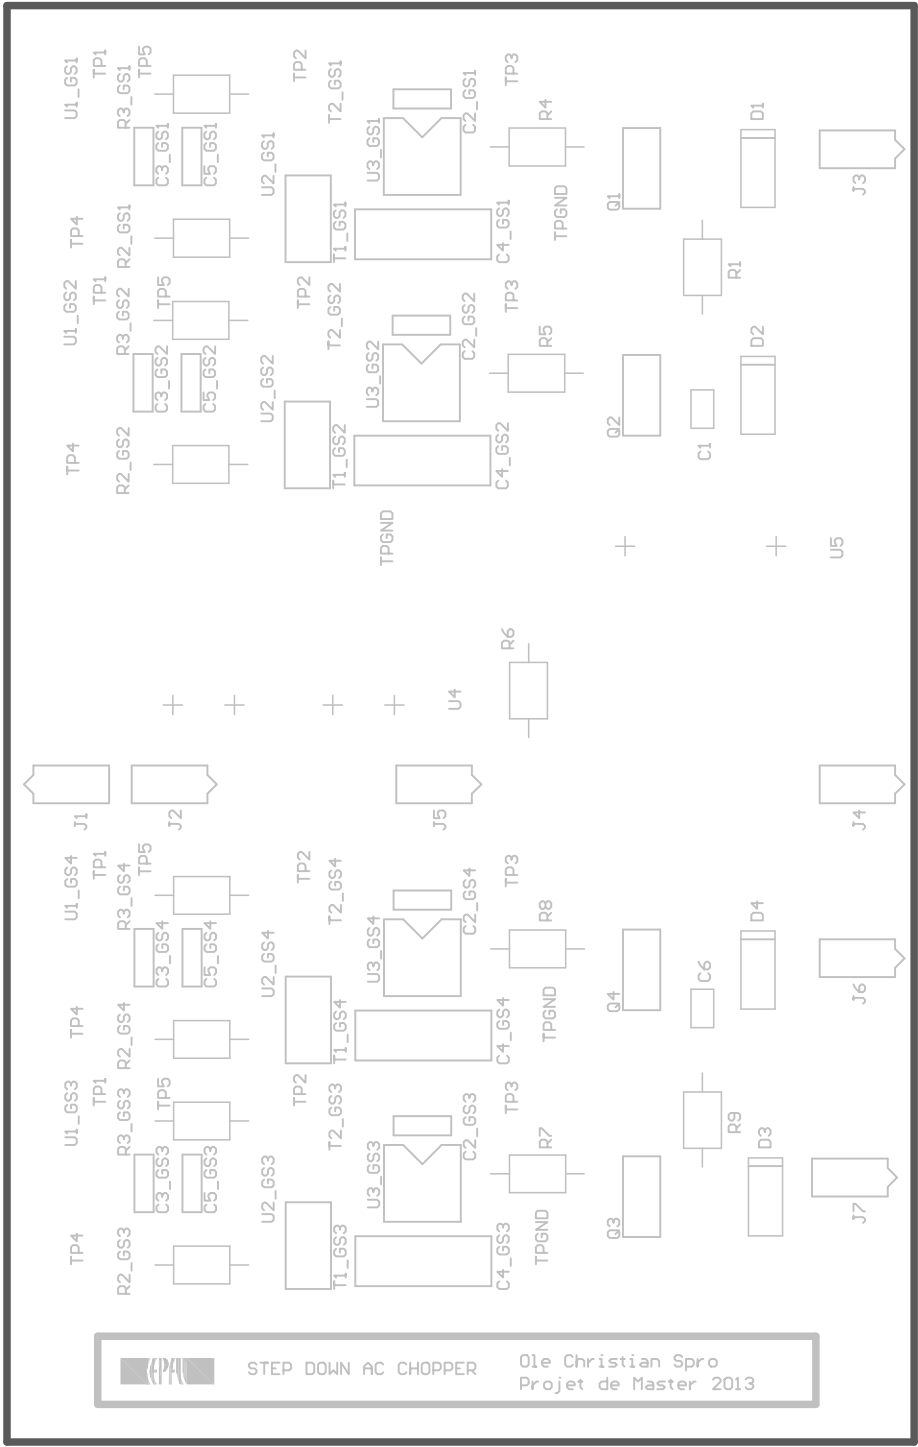 U1_GS1
TP1
R3_GS1
TP5
TP2
T2_GS1
C2_GS1
TP3
R4
D1
C3_GS1
C5_GS1
U2_GS1
U3_GS1
TPGND
Q1
J3
TP4
R2_GS1
T1_GS1
C4_GS1
R1
U1_GS2
TP1
R3_GS2
TP5
TP2
T2_GS2
C2_GS2
TP3
R5
D2
C3_GS2
C5_GS2
U2_GS2
U3_GS2
Q2
C1
TP4
R2_GS2
T1_GS2
C4_GS2
TPGND
U5
R6
U4
J1
J2
J5
J4
U1_GS4
TP1
R3_GS4
TP5
TP2
T2_GS4
C2_GS4
TP3
R8
D4
C3_GS4
C5_GS4
U2_GS4
U3_GS4
TPGND
Q4
C6
J6
TP4
R2_GS4
T1_GS4
C4_GS4
U1_GS3
TP1
R3_GS3
TP5
TP2
T2_GS3
C2_GS3
TP3
R7
R9
D3
C3_GS3
C5_GS3
U2_GS3
U3_GS3
TPGND
Q3
J7
TP4
R2_GS3
T1_GS3
C4_GS3
EPFL STEP DOWN AC CHOPPER
Ole Christian Spro
Projet de Master 2013